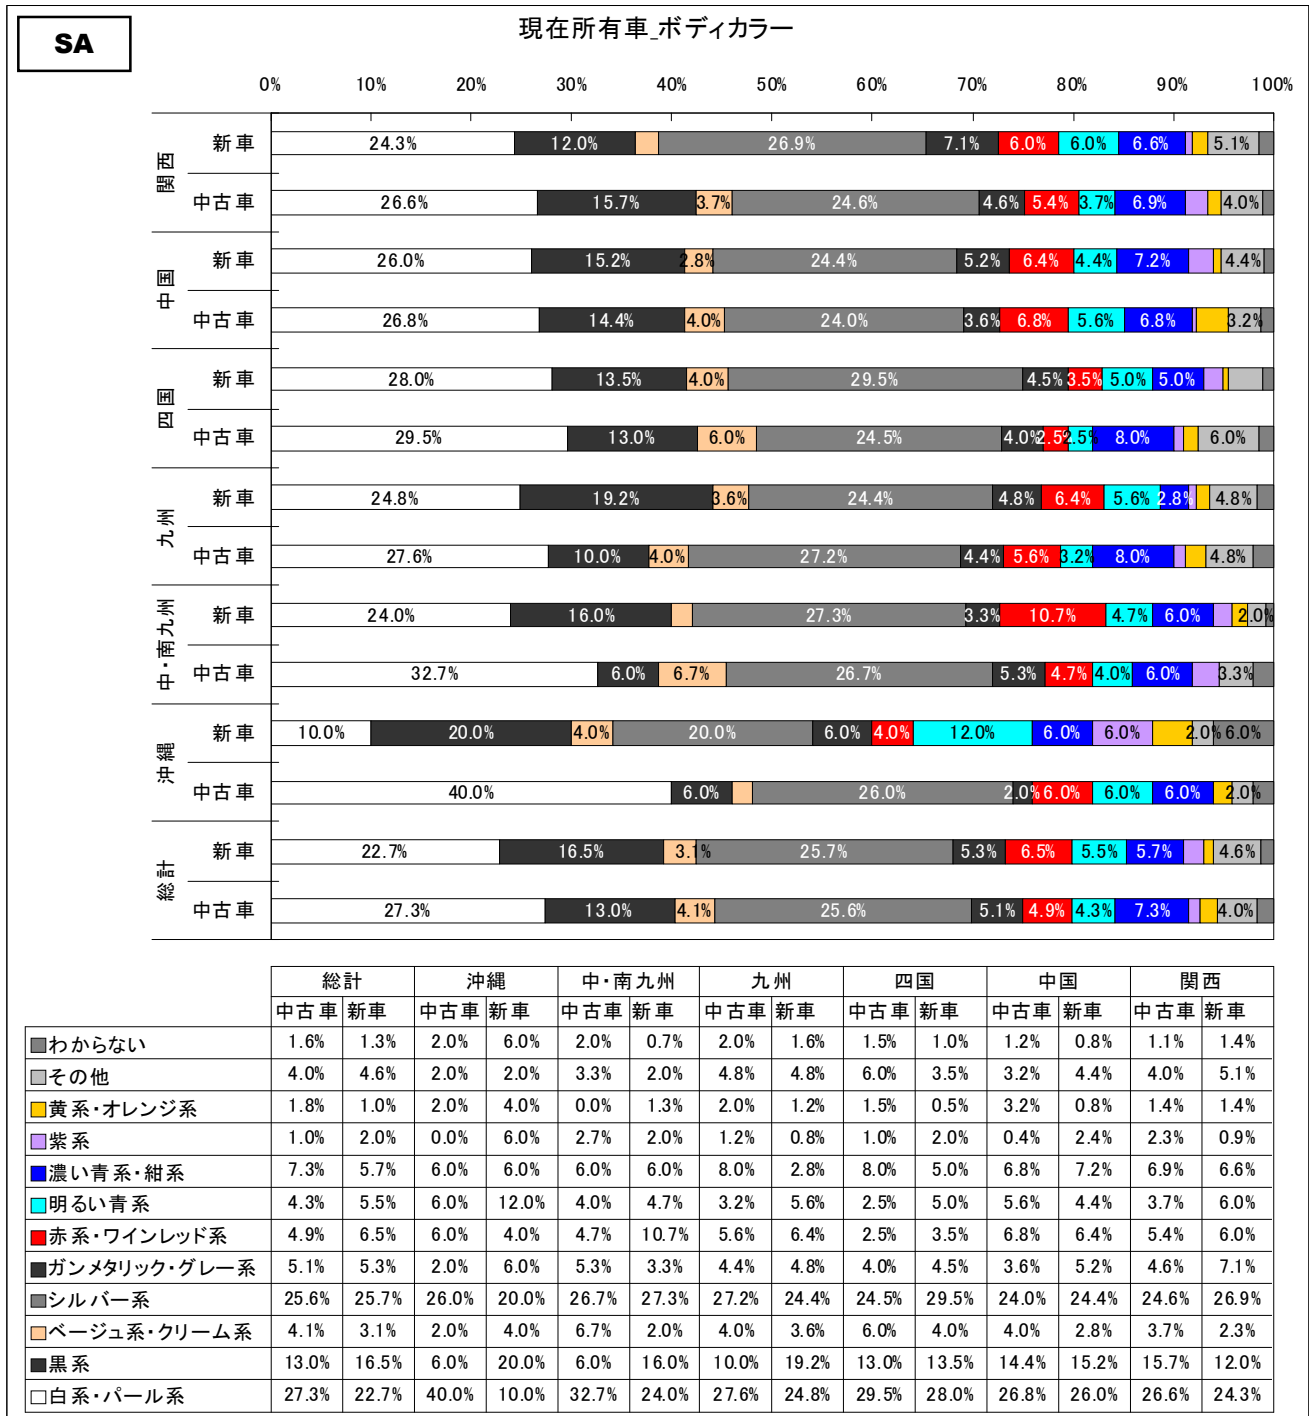 SA
現在所有車_ボディカラー
0% 10% 20% 30% 40% 50% 60% 70% 80% 90% 100%
関西
新車 24.3% 12.0% 26.9% 7.1% 6.0% 6.0% 6.6% 5.1%
中古車 26.6% 15.7% 3.7% 24.6% 4.6% 5.4% 3.7% 6.9% 4.0%
中国
新車 26.0% 15.2% 2.8% 24.4% 5.2% 6.4% 4.4% 7.2% 4.4%
中古車 26.8% 14.4% 4.0% 24.0% 3.6% 6.8% 5.6% 6.8% 3.2%
四国
新車 28.0% 13.5% 4.0% 29.5% 4.5% 3.5% 5.0% 5.0%
中古車 29.5% 13.0% 6.0% 24.5% 4.0% 2.5% 2.5% 8.0% 6.0%
九州
新車 24.8% 19.2% 3.6% 24.4% 4.8% 6.4% 5.6% 2.8% 4.8%
中古車 27.6% 10.0% 4.0% 27.2% 4.4% 5.6% 3.2% 8.0% 4.8%
中・南九州
新車 24.0% 16.0% 27.3% 3.3% 10.7% 4.7% 6.0% 2.0%
中古車 32.7% 6.0% 6.7% 26.7% 5.3% 4.7% 4.0% 6.0% 3.3%
沖縄
新車 10.0% 20.0% 4.0% 20.0% 6.0% 4.0% 12.0% 6.0% 6.0% 2.0% 6.0%
中古車 40.0% 6.0% 26.0% 2.0% 6.0% 6.0% 6.0% 2.0%
総計
新車 22.7% 16.5% 3.1% 25.7% 5.3% 6.5% 5.5% 5.7% 4.6%
中古車 27.3% 13.0% 4.1% 25.6% 5.1% 4.9% 4.3% 7.3% 4.0%
総計 沖縄 中・南九州 九州 四国 中国 関西
中古車 新車 中古車 新車 中古車 新車 中古車 新車 中古車 新車 中古車 新車 中古車 新車
わからない 1.6% 1.3% 2.0% 6.0% 2.0% 0.7% 2.0% 1.6% 1.5% 1.0% 1.2% 0.8% 1.1% 1.4%
その他 4.0% 4.6% 2.0% 2.0% 3.3% 2.0% 4.8% 4.8% 6.0% 3.5% 3.2% 4.4% 4.0% 5.1%
黄系・オレンジ系 1.8% 1.0% 2.0% 4.0% 0.0% 1.3% 2.0% 1.2% 1.5% 0.5% 3.2% 0.8% 1.4% 1.4%
紫系 1.0% 2.0% 0.0% 6.0% 2.7% 2.0% 1.2% 0.8% 1.0% 2.0% 0.4% 2.4% 2.3% 0.9%
濃い青系・紺系 7.3% 5.7% 6.0% 6.0% 6.0% 6.0% 8.0% 2.8% 8.0% 5.0% 6.8% 7.2% 6.9% 6.6%
明るい青系 4.3% 5.5% 6.0% 12.0% 4.0% 4.7% 3.2% 5.6% 2.5% 5.0% 5.6% 4.4% 3.7% 6.0%
赤系・ワインレッド系 4.9% 6.5% 6.0% 4.0% 4.7% 10.7% 5.6% 6.4% 2.5% 3.5% 6.8% 6.4% 5.4% 6.0%
ガンメタリック・グレー系 5.1% 5.3% 2.0% 6.0% 5.3% 3.3% 4.4% 4.8% 4.0% 4.5% 3.6% 5.2% 4.6% 7.1%
シルバー系 25.6% 25.7% 26.0% 20.0% 26.7% 27.3% 27.2% 24.4% 24.5% 29.5% 24.0% 24.4% 24.6% 26.9%
ベージュ系・クリーム系 4.1% 3.1% 2.0% 4.0% 6.7% 2.0% 4.0% 3.6% 6.0% 4.0% 4.0% 2.8% 3.7% 2.3%
黒系 13.0% 16.5% 6.0% 20.0% 6.0% 16.0% 10.0% 19.2% 13.0% 13.5% 14.4% 15.2% 15.7% 12.0%
白系・パール系 27.3% 22.7% 40.0% 10.0% 32.7% 24.0% 27.6% 24.8% 29.5% 28.0% 26.8% 26.0% 26.6% 24.3%